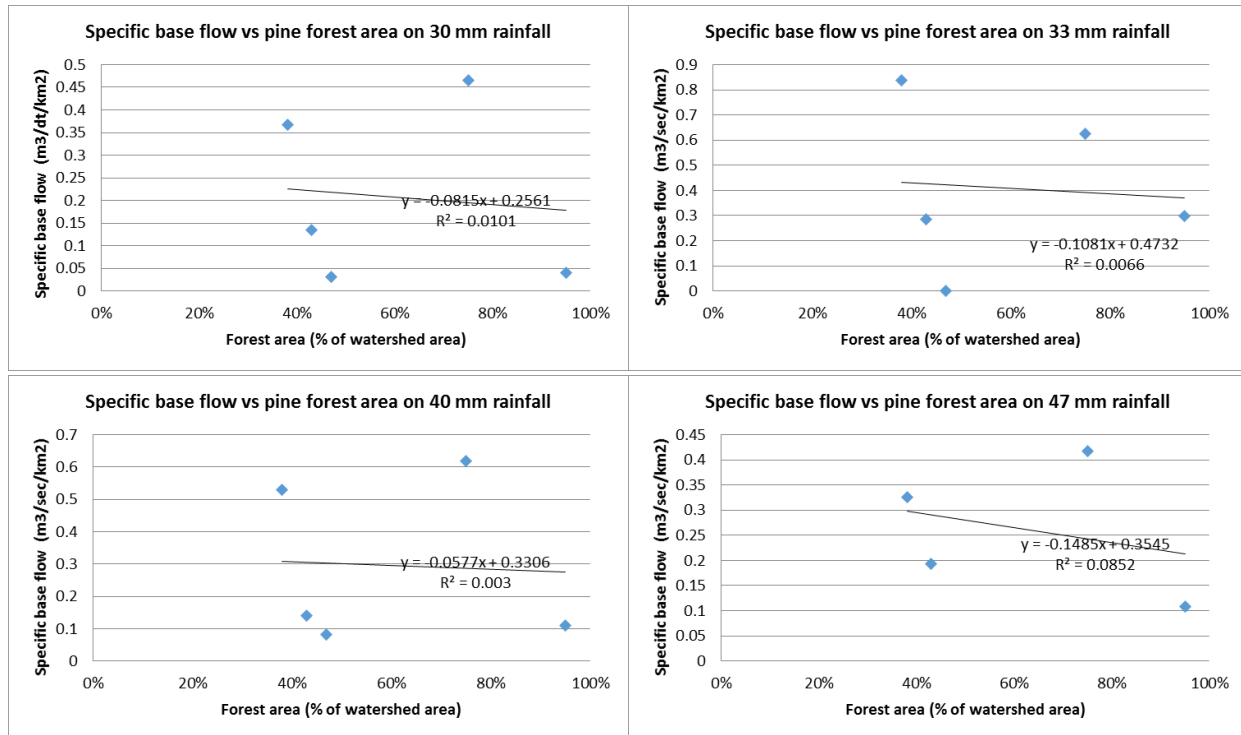 Specific base flow vs pine forest area on 30 mm rainfall
Specific base flow (m3/dt/km2)
0.5
0.45
0.4
0.35
0.3
0.25
0.2
0.15
0.1
0.05
0
y = -0.0815x + 0.2561
R² = 0.0101
0% 20% 40% 60% 80% 100%
Forest area (% of watershed area)
Specific base flow vs pine forest area on 33 mm rainfall
Specific base flow (m3/sec/km2)
0.9
0.8
0.7
0.6
0.5
0.4
0.3
0.2
0.1
0
y = -0.1081x + 0.4732
R² = 0.0066
0% 20% 40% 60% 80% 100%
Forest area (% of watershed area)
Specific base flow vs pine forest area on 40 mm rainfall
Specific base flow (m3/sec/km2)
0.7
0.6
0.5
0.4
0.3
0.2
0.1
0
y = -0.0577x + 0.3306
R² = 0.003
0% 20% 40% 60% 80% 100%
Forest area (% of watershed area)
Specific base flow vs pine forest area on 47 mm rainfall
Specific base flow (m3/sec/km2)
0.45
0.4
0.35
0.3
0.25
0.2
0.15
0.1
0.05
0
y = -0.1485x + 0.3545
R² = 0.0852
0% 20% 40% 60% 80% 100%
Forest area (% of watershed area)